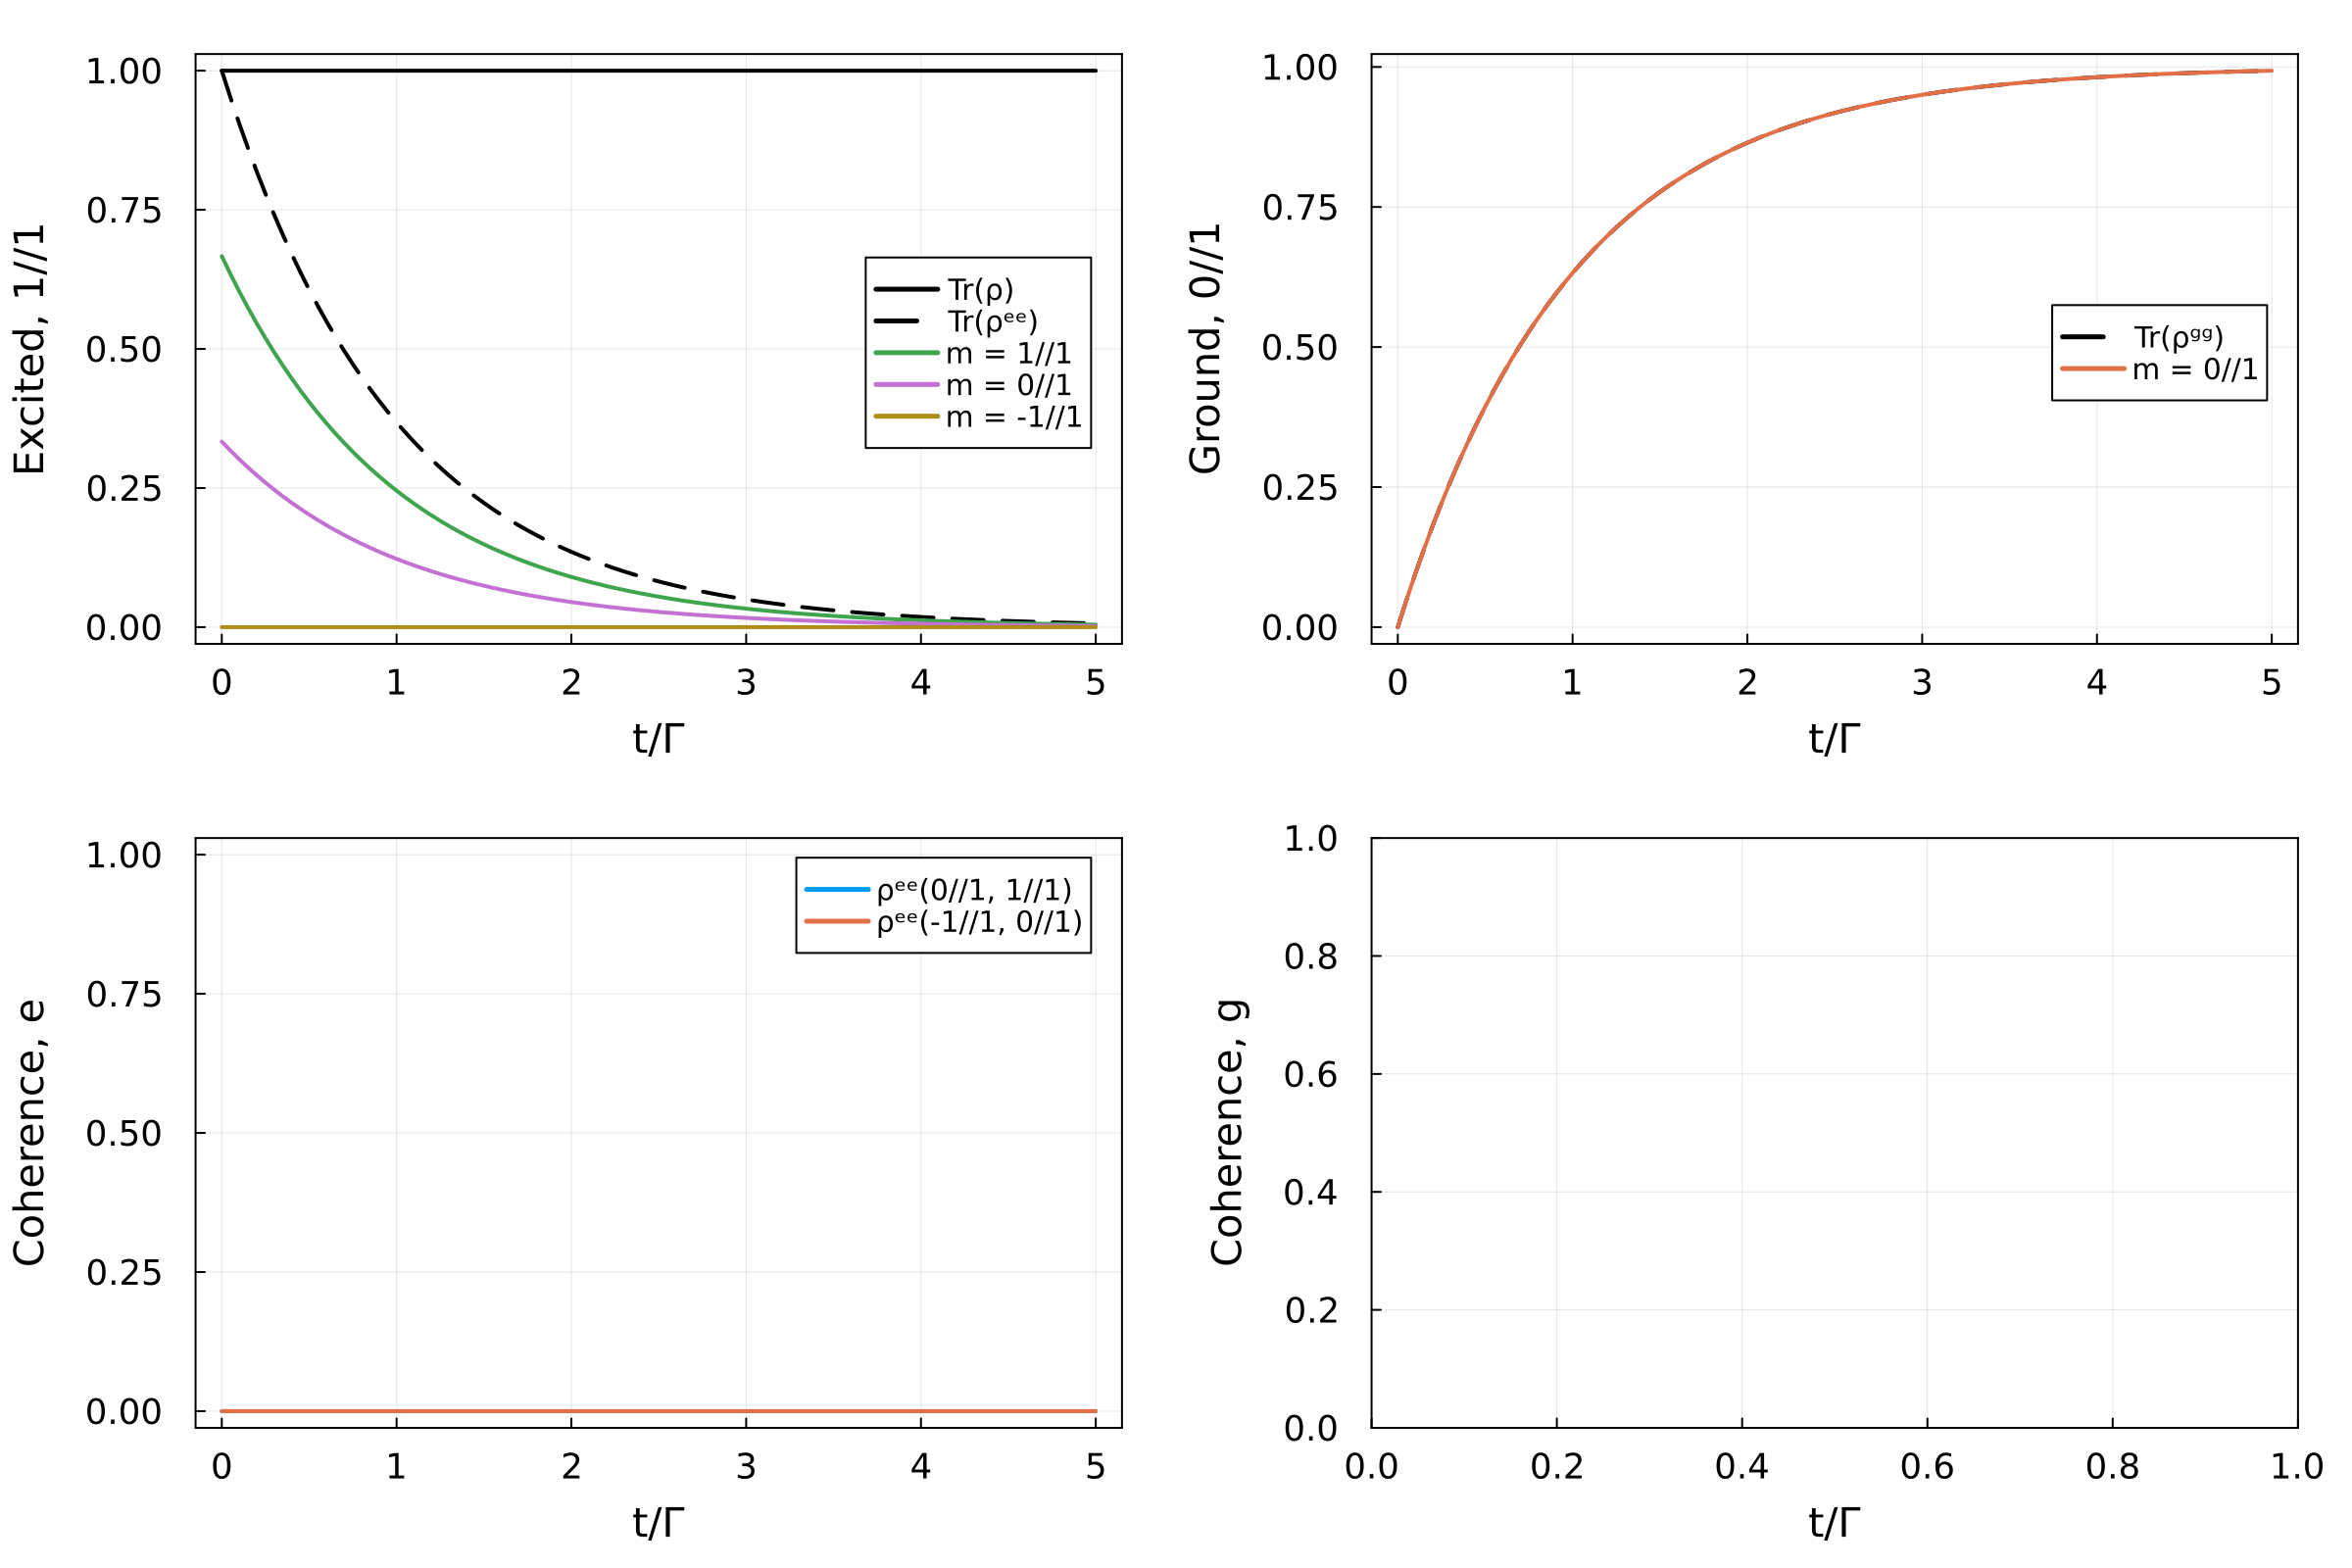 Excited, 1//1
1.00
0.75
0.50
0.25
0.00
Tr(ρ)
Tr(ρᵉᵉ)
m = 1//1
m = 0//1
m = -1//1
0 1 2 3 4 5
t/Γ
Ground, 0//1
1.00
0.75
0.50
0.25
0.00
Tr(ρᵍᵍ)
m = 0//1
0 1 2 3 4 5
t/Γ
Coherence, e
1.00
0.75
0.50
0.25
0.00
ρᵉᵉ(0//1, 1//1)
ρᵉᵉ(-1//1, 0//1)
0 1 2 3 4 5
t/Γ
Coherence, g
1.0
0.8
0.6
0.4
0.2
0.0
0.0 0.2 0.4 0.6 0.8 1.0
t/Γ